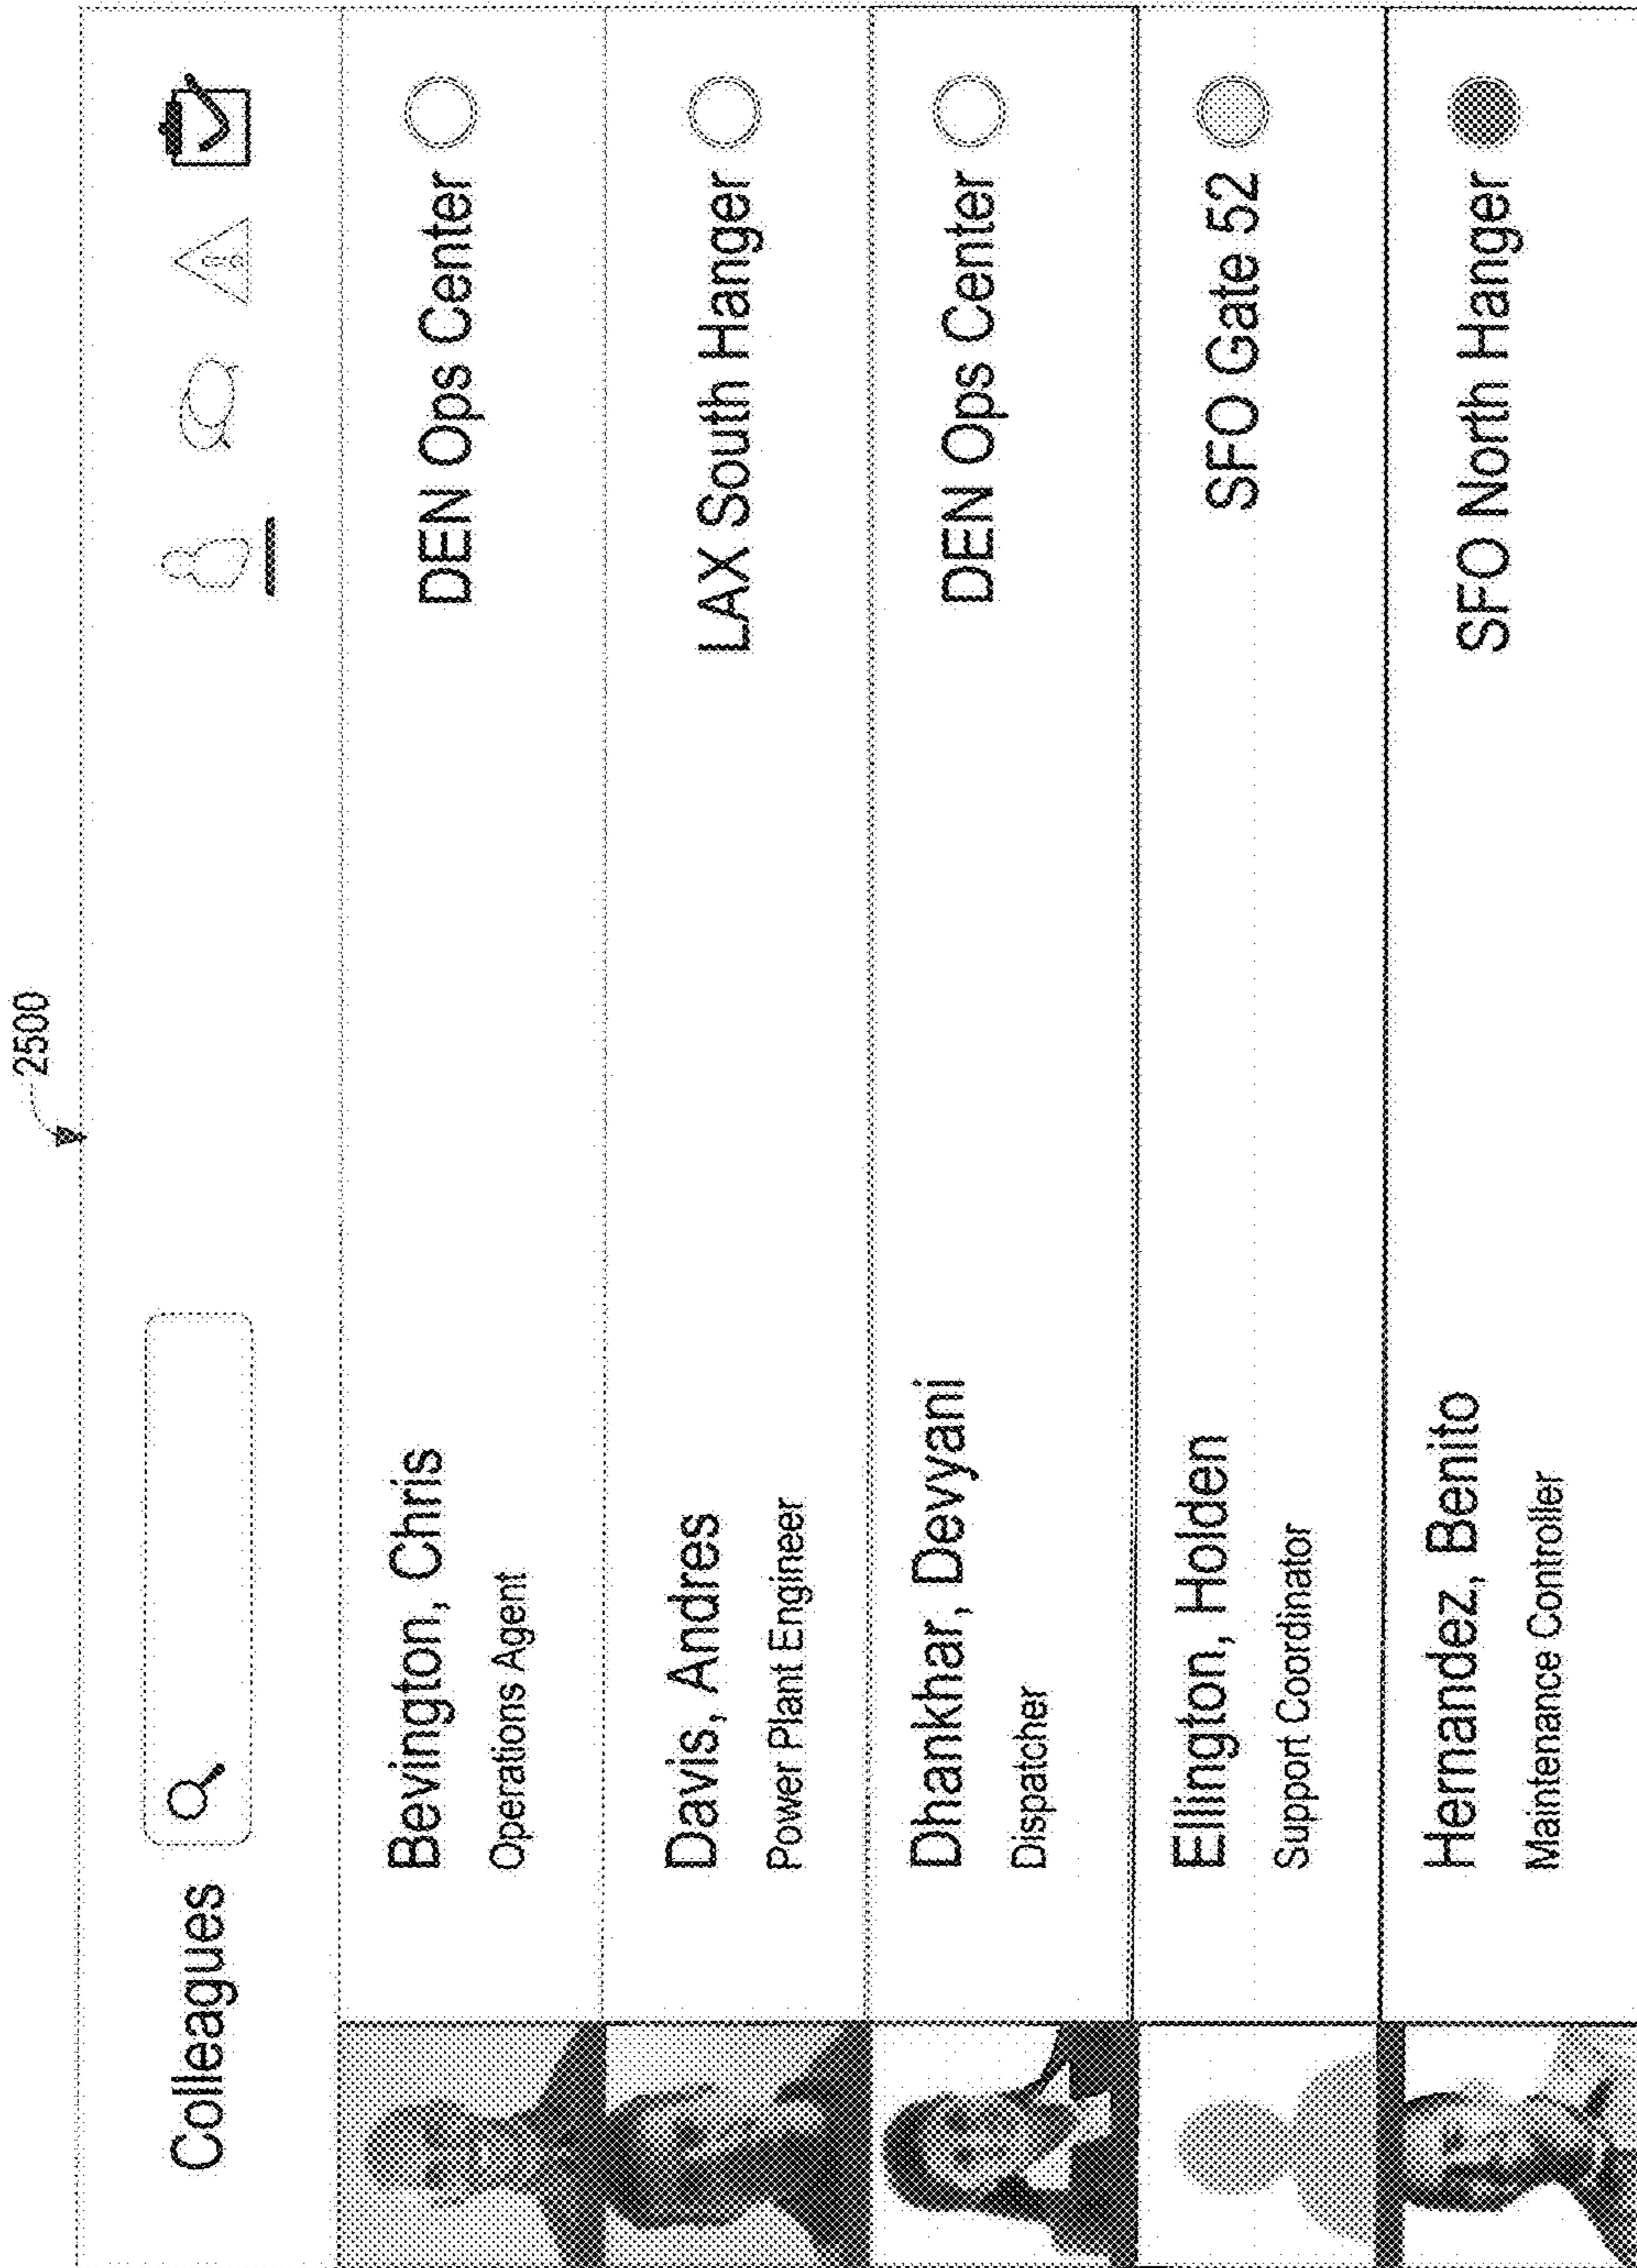 2500
Colleagues
Bevington, Chris
Operations Agent
DEN Ops Center
Davis, Andres
Power Plant Engineer
LAX South Hanger
Dhankhar, Devyani
Dispatcher
DEN Ops Center
Ellington, Holden
Support Coordinator
SFO Gate 52
Hernandez, Benito
Maintenance Controller
SFO North Hanger